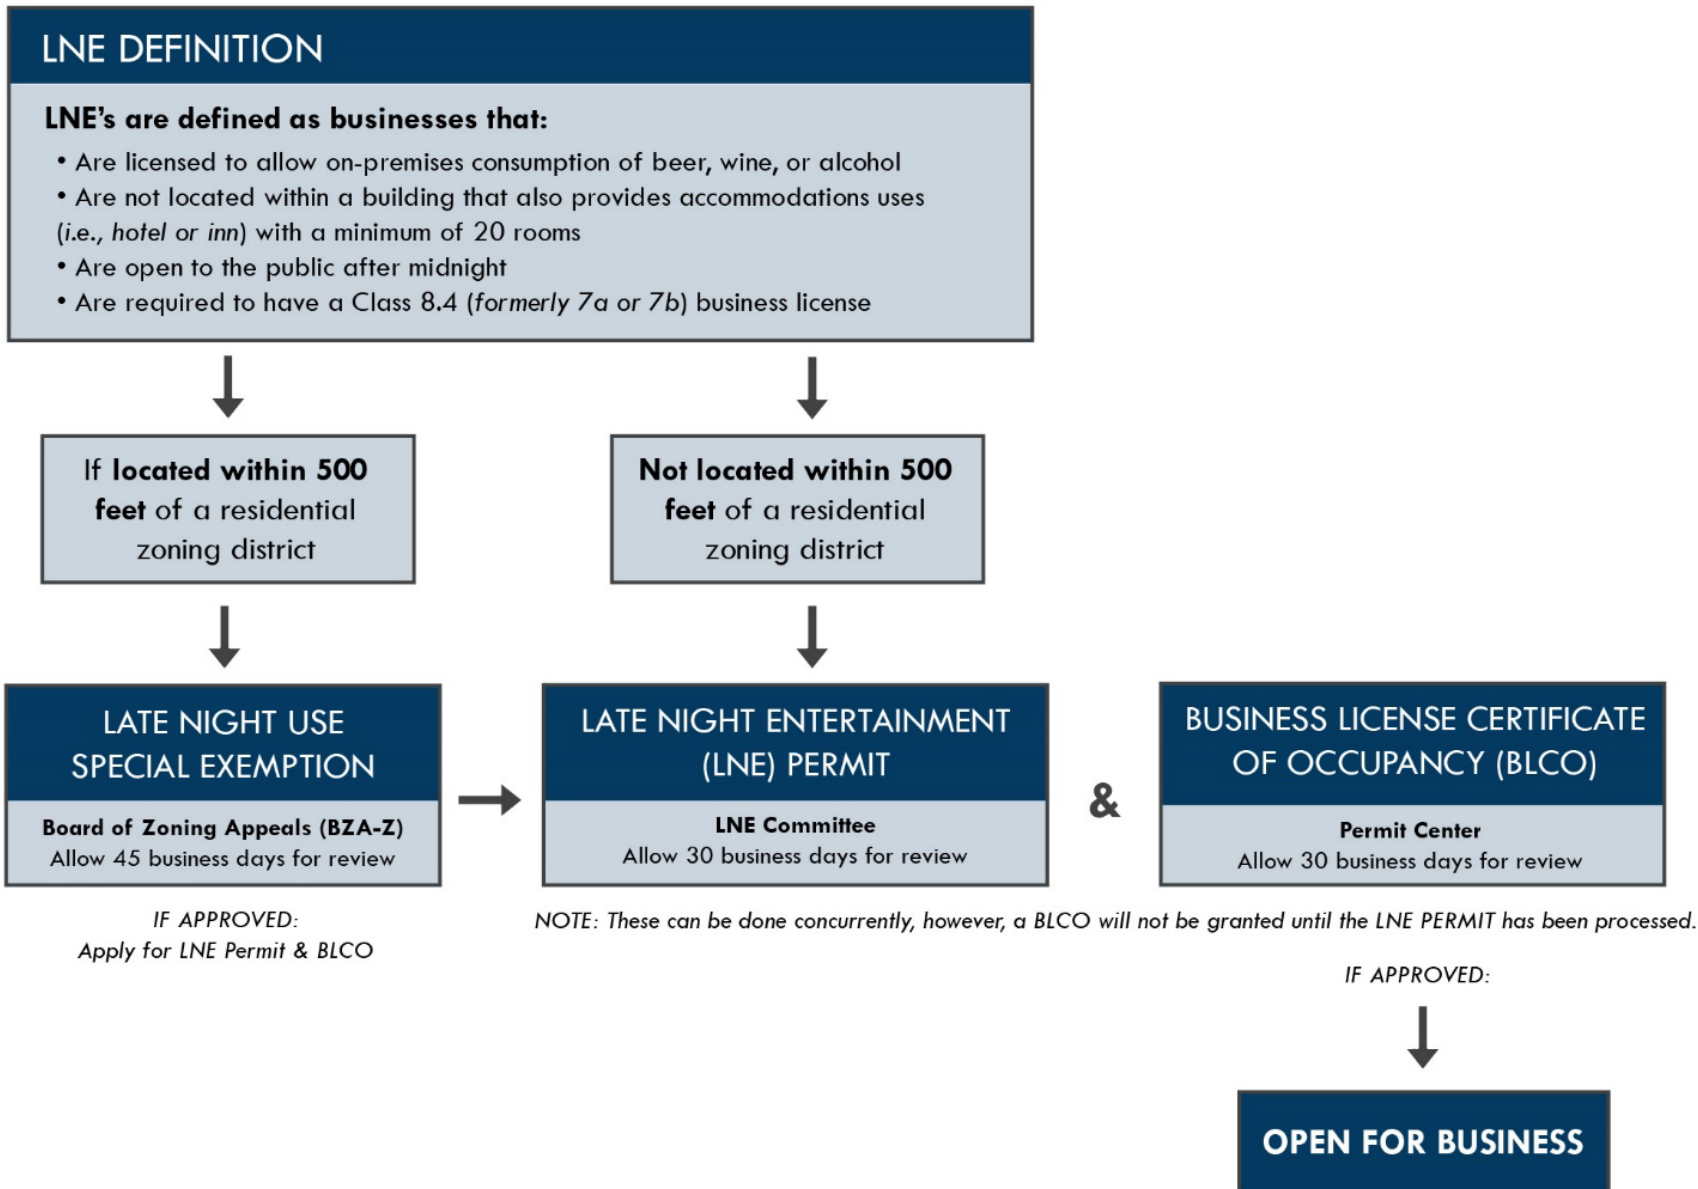 LNE DEFINITION
LNE's are defined as businesses that:
• Are licensed to allow on-premises consumption of beer, wine, or alcohol
• Are not located within a building that also provides accommodations uses
(i.e., hotel or inn) with a minimum of 20 rooms
• Are open to the public after midnight
• Are required to have a Class 8.4 (formerly 7a or 7b) business license
If located within 500
feet of a residential
zoning district
Not located within 500
feet of a residential
zoning district
LATE NIGHT USE
SPECIAL EXEMPTION
Board of Zoning Appeals (BZA-Z)
Allow 45 business days for review
IF APPROVED:
Apply for LNE Permit & BLCO
LATE NIGHT ENTERTAINMENT
(LNE) PERMIT
LNE Committee
Allow 30 business days for review
&
BUSINESS LICENSE CERTIFICATE
OF OCCUPANCY (BLCO)
Permit Center
Allow 30 business days for review
NOTE: These can be done concurrently, however, a BLCO will not be granted until the LNE PERMIT has been processed.
IF APPROVED:
OPEN FOR BUSINESS